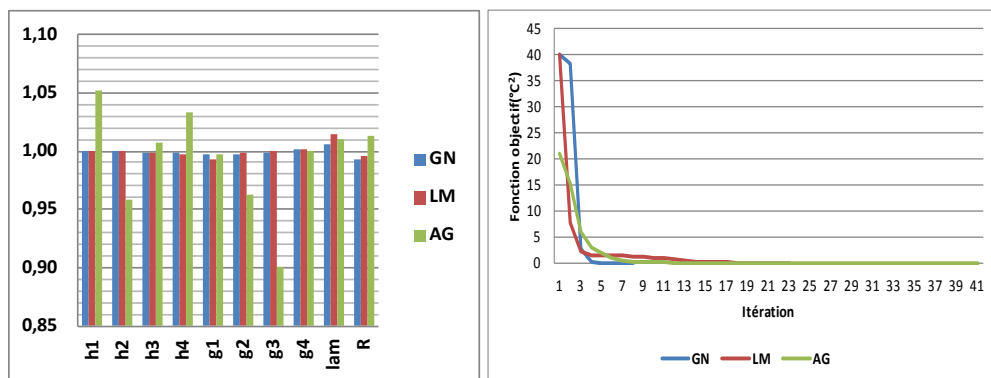 1,10
1,05
1,00
0,95
0,90
0,85
h1 h2 h3 h4 g1 g2 g3 g4 lam R
GN
LM
AG
Fonction objectif(°C²)
45
40
35
30
25
20
15
10
5
0
1 3 5 7 9 11 13 15 17 19 21 23 25 27 29 31 33 35 37 39 41
Itération
GN LM AG